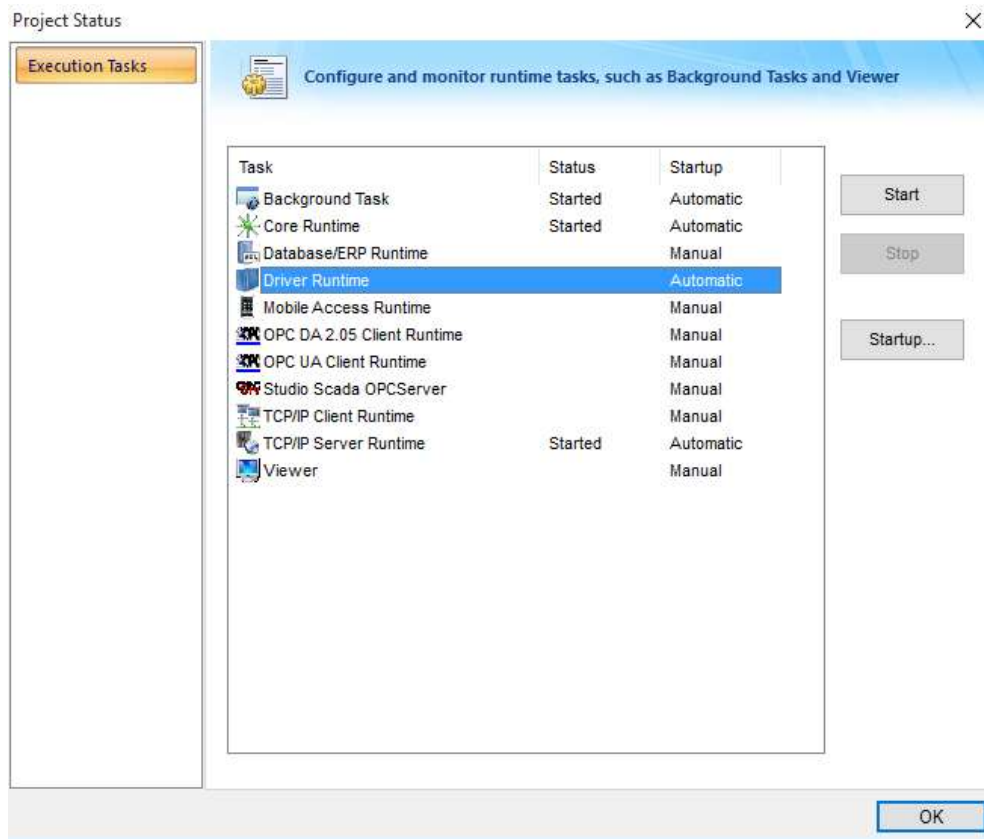 Project Status
Execution Tasks
Configure and monitor runtime tasks, such as Background Tasks and Viewer
Task Status Startup
Background Task Started Automatic
Core Runtime Started Automatic
Database/ERP Runtime Manual
Driver Runtime Automatic
Mobile Access Runtime Manual
OPC DA 2.05 Client Runtime Manual
OPC UA Client Runtime Manual
Studio Scada OPCServer Manual
TCP/IP Client Runtime Manual
TCP/IP Server Runtime Started Automatic
Viewer Manual
Start
Stop
Startup...
OK